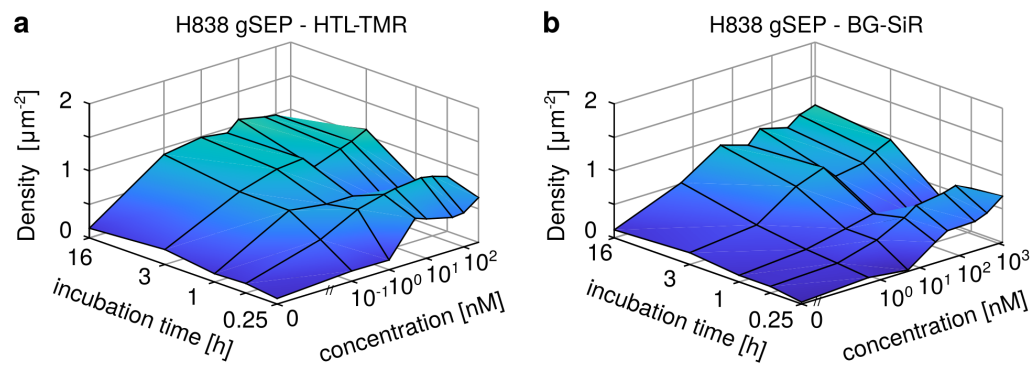 a
H838 gSEP - HTL-TMR
Density [µm⁻²]
2
1
0
16
3
1
0.25
incubation time [h]
0
//
10⁻¹
10⁰
10¹
10²
concentration [nM]
b
H838 gSEP - BG-SiR
Density [µm⁻²]
2
1
0
16
3
1
0.25
incubation time [h]
0
//
10⁰
10¹
10²
10³
concentration [nM]